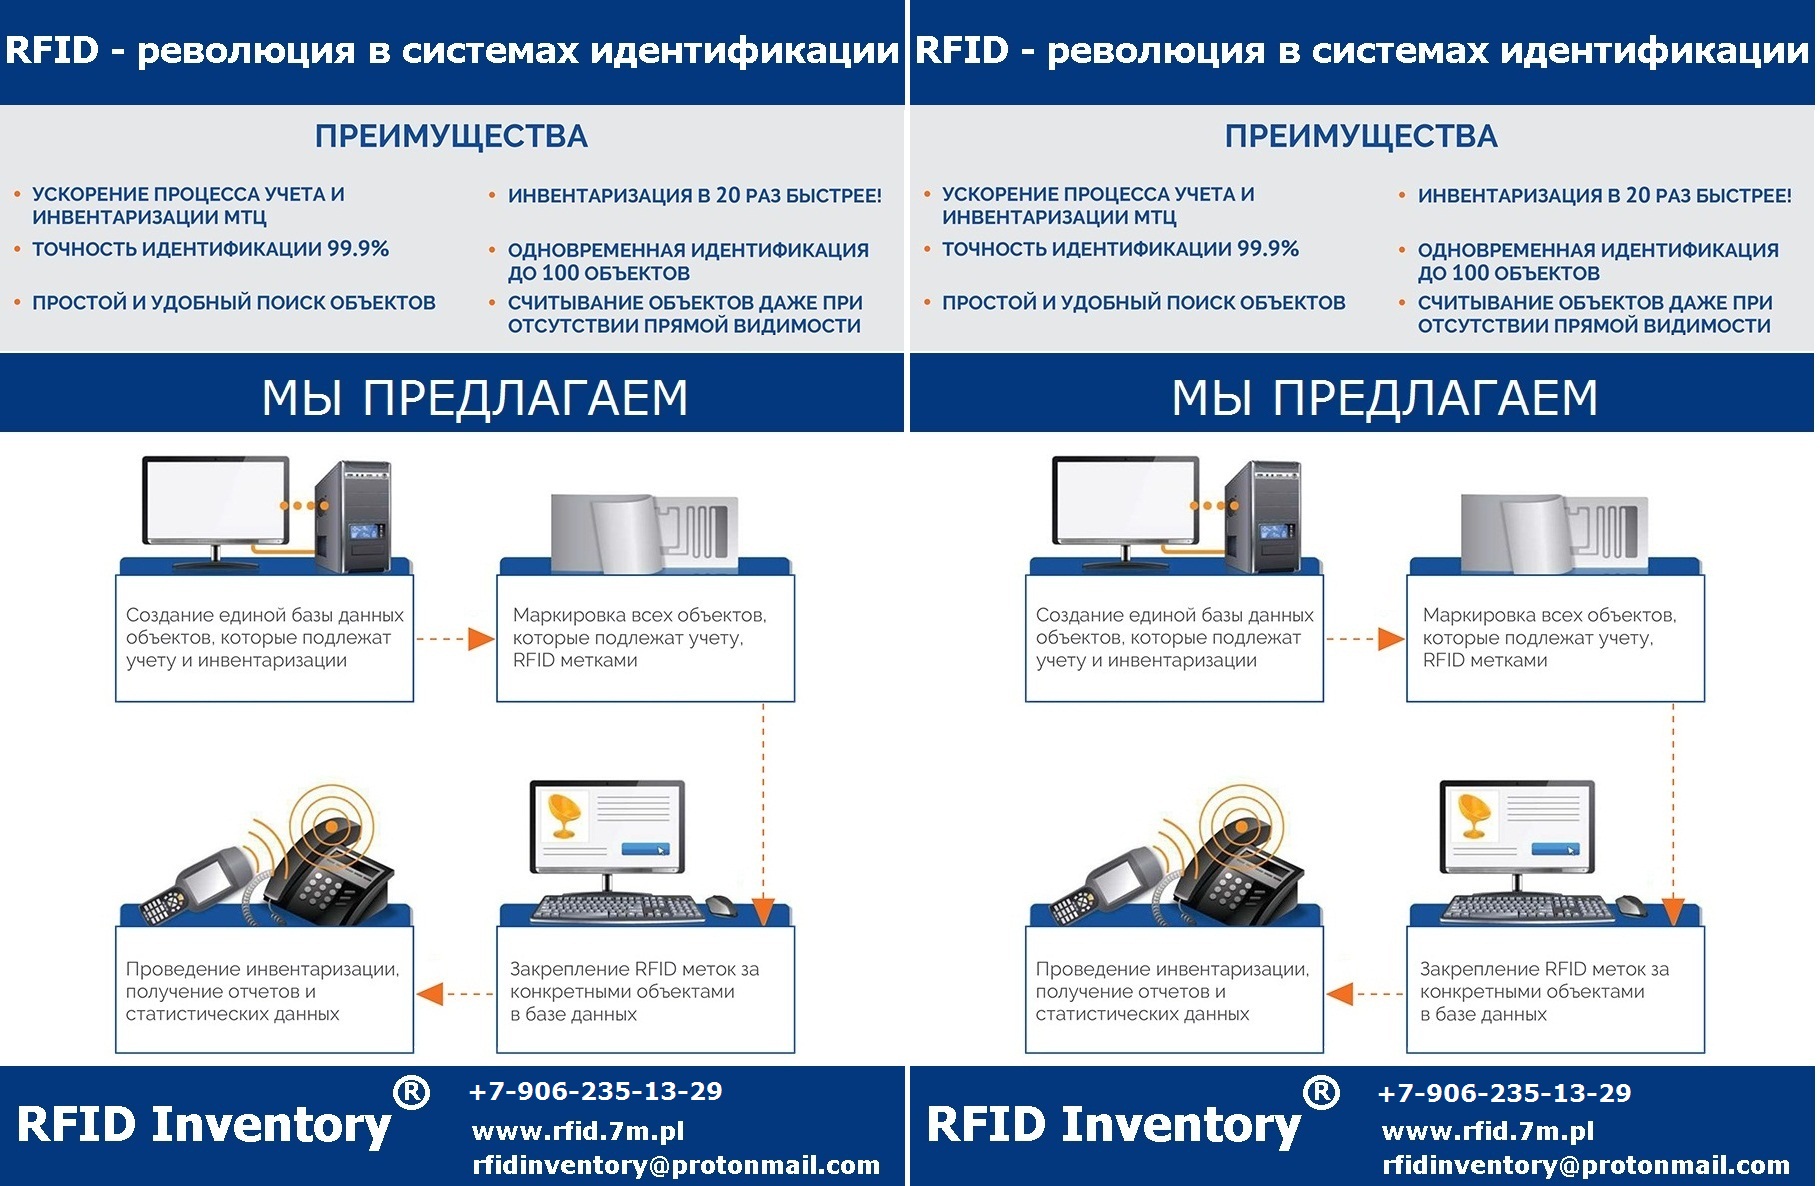 RFID - революция в системах идентификации
ПРЕИМУЩЕСТВА
• УСКОРЕНИЕ ПРОЦЕССА УЧЕТА И
ИНВЕНТАРИЗАЦИИ МТЦ
• ТОЧНОСТЬ ИДЕНТИФИКАЦИИ 99.9%
• ПРОСТОЙ И УДОБНЫЙ ПОИСК ОБЪЕКТОВ
• ИНВЕНТАРИЗАЦИЯ В 20 РАЗ БЫСТРЕЕ!
• ОДНОВРЕМЕННАЯ ИДЕНТИФИКАЦИЯ
ДО 100 ОБЪЕКТОВ
• СЧИТЫВАНИЕ ОБЪЕКТОВ ДАЖЕ ПРИ
ОТСУТСТВИИ ПРЯМОЙ ВИДИМОСТИ
МЫ ПРЕДЛАГАЕМ
Создание единой базы данных
объектов, которые подлежат
учету и инвентаризации
Маркировка всех объектов,
которые подлежат учету,
RFID метками
Проведение инвентаризации,
получение отчетов и
статистических данных
Закрепление RFID меток за
конкретными объектами
в базе данных
RFID Inventory®
+7-906-235-13-29
www.rfid.7m.pl
rfidinventory@protonmail.com
RFID - революция в системах идентификации
ПРЕИМУЩЕСТВА
• УСКОРЕНИЕ ПРОЦЕССА УЧЕТА И
ИНВЕНТАРИЗАЦИИ МТЦ
• ТОЧНОСТЬ ИДЕНТИФИКАЦИИ 99.9%
• ПРОСТОЙ И УДОБНЫЙ ПОИСК ОБЪЕКТОВ
• ИНВЕНТАРИЗАЦИЯ В 20 РАЗ БЫСТРЕЕ!
• ОДНОВРЕМЕННАЯ ИДЕНТИФИКАЦИЯ
ДО 100 ОБЪЕКТОВ
• СЧИТЫВАНИЕ ОБЪЕКТОВ ДАЖЕ ПРИ
ОТСУТСТВИИ ПРЯМОЙ ВИДИМОСТИ
МЫ ПРЕДЛАГАЕМ
Создание единой базы данных
объектов, которые подлежат
учету и инвентаризации
Маркировка всех объектов,
которые подлежат учету,
RFID метками
Проведение инвентаризации,
получение отчетов и
статистических данных
Закрепление RFID меток за
конкретными объектами
в базе данных
RFID Inventory®
+7-906-235-13-29
www.rfid.7m.pl
rfidinventory@protonmail.com